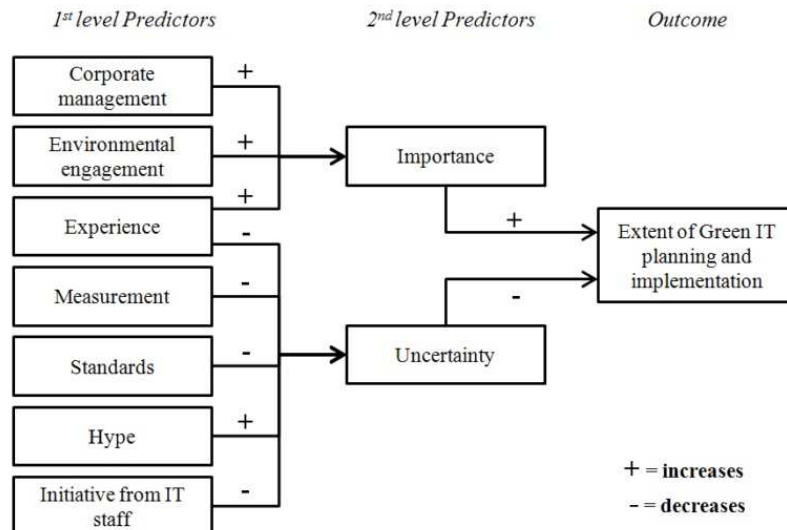 1st level Predictors
2nd level Predictors
Outcome
Corporate
management
+
Environmental
engagement
+
Importance
+
Experience
-
+
Extent of Green IT
planning and
implementation
Measurement
-
-
Standards
-
Uncertainty
Hype
+
Initiative from IT
staff
-
+ = increases
- = decreases